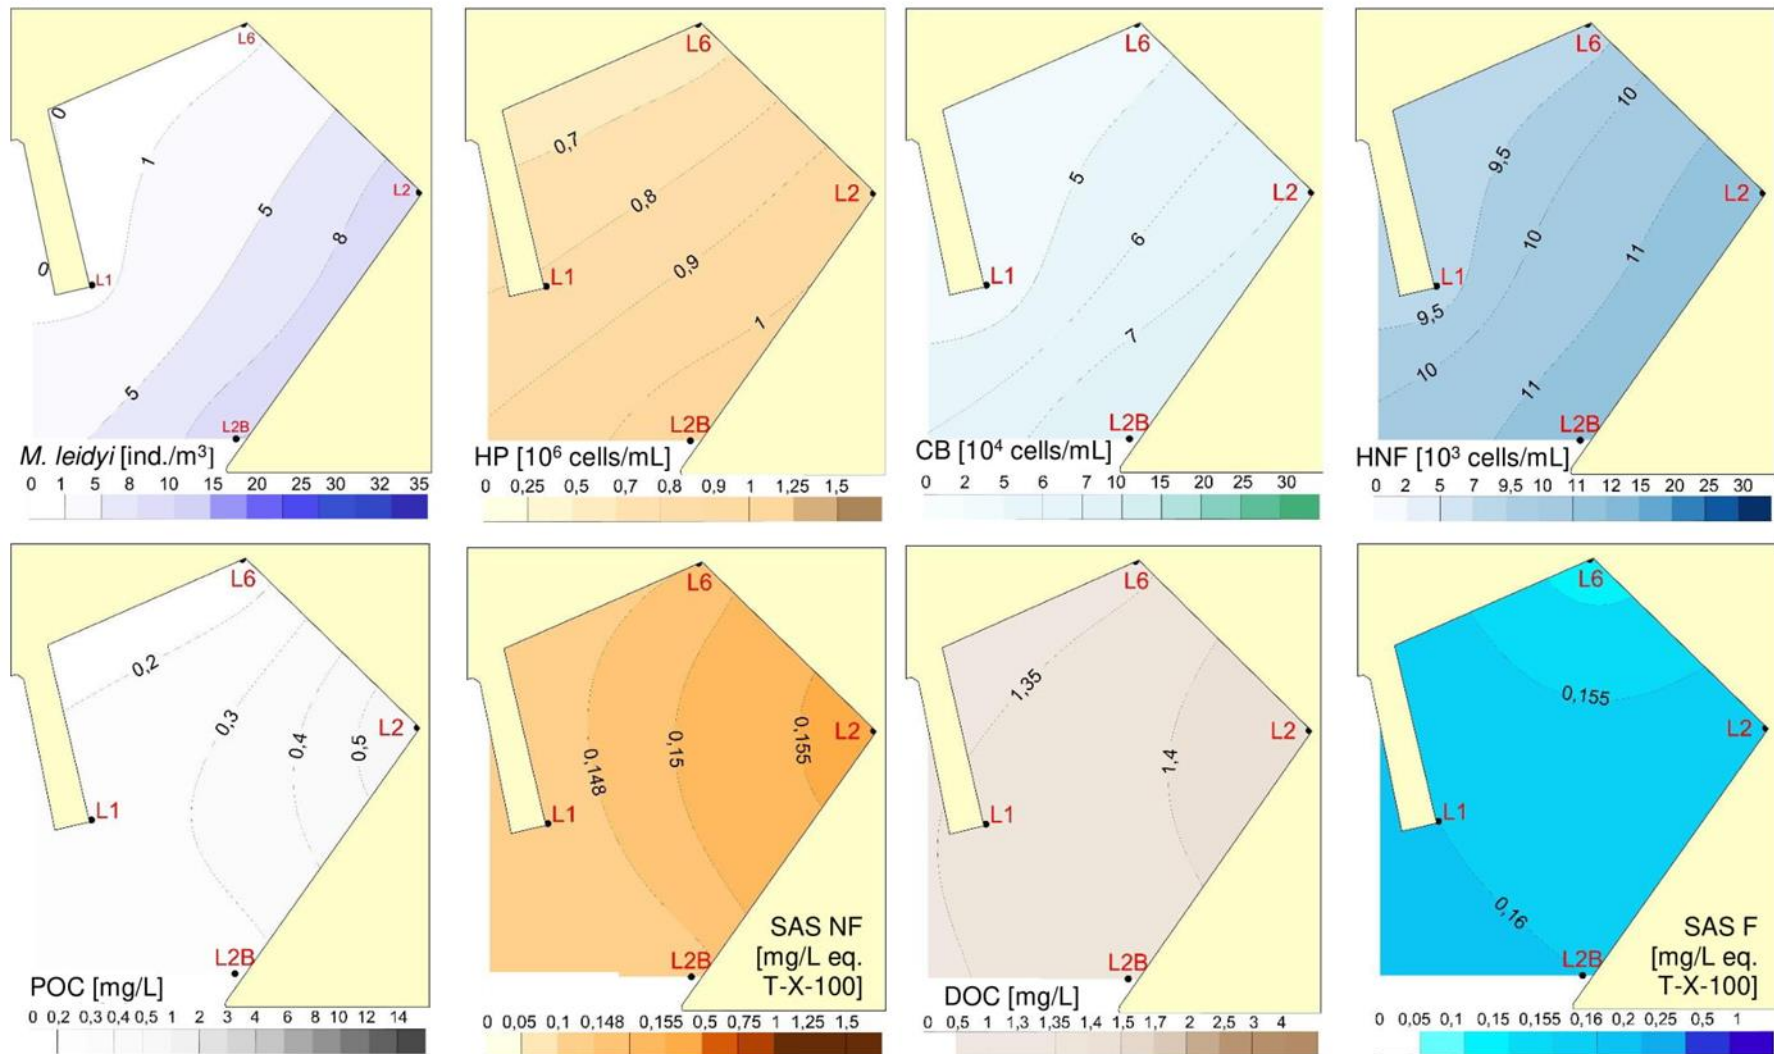 L6
0
1
5
L2
8
0
L1
5
L2B
M. leidyi [ind./m³]
0 1 5 8 10 15 20 25 30 32 35
L6
0,7
0,8
L2
0,9
L1
1
L2B
HP [10⁶ cells/mL]
0 0,25 0,5 0,7 0,8 0,9 1 1,25 1,5
L6
5
L2
6
L1
7
L2B
CB [10⁴ cells/mL]
0 2 5 6 7 10 15 20 25 30
L6
10
9,5
L2
10
11
L1
9,5
10
11
L2B
HNF [10³ cells/mL]
0 2 5 7 9,5 10 11 12 15 20 25 30
L6
0,2
0,3
L2
0,4
0,5
L1
L2B
POC [mg/L]
0 0,2 0,3 0,4 0,5 1 2 3 4 6 8 10 12 14
L6
L2
0,155
0,15
0,148
L1
SAS NF
[mg/L eq.
T-X-100]
L2B
0 0,05 0,1 0,148 0,155 0,5 0,75 1 1,25 1,5
L6
1,35
L2
1,4
L1
L2B
DOC [mg/L]
0 0,5 1 1,3 1,35 1,4 1,5 1,7 2 2,5 3 4
L6
0,155
L2
L1
0,16
SAS F
[mg/L eq.
T-X-100]
L2B
0 0,05 0,1 0,15 0,155 0,16 0,2 0,25 0,5 1